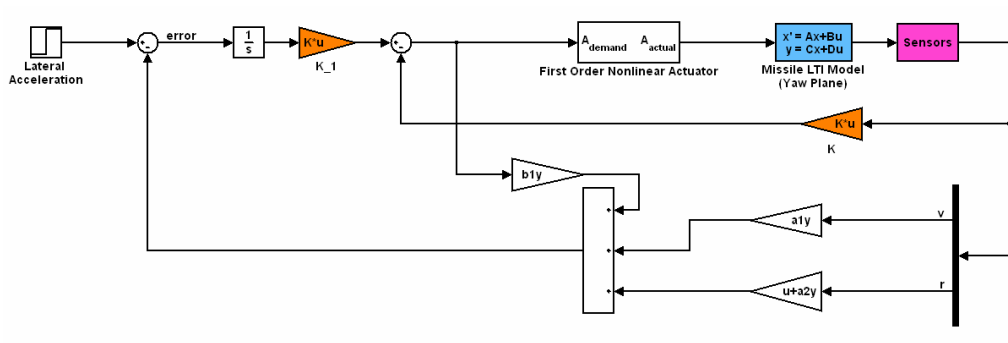 Lateral
Acceleration
error
1
s
K*u
K_1
A demand
A actual
First Order Nonlinear Actuator
x' = Ax+Bu
y = Cx+Du
Missile LTI Model
(Yaw Plane)
Sensors
K*u
K
b1y
a1y
v
u+a2y
r